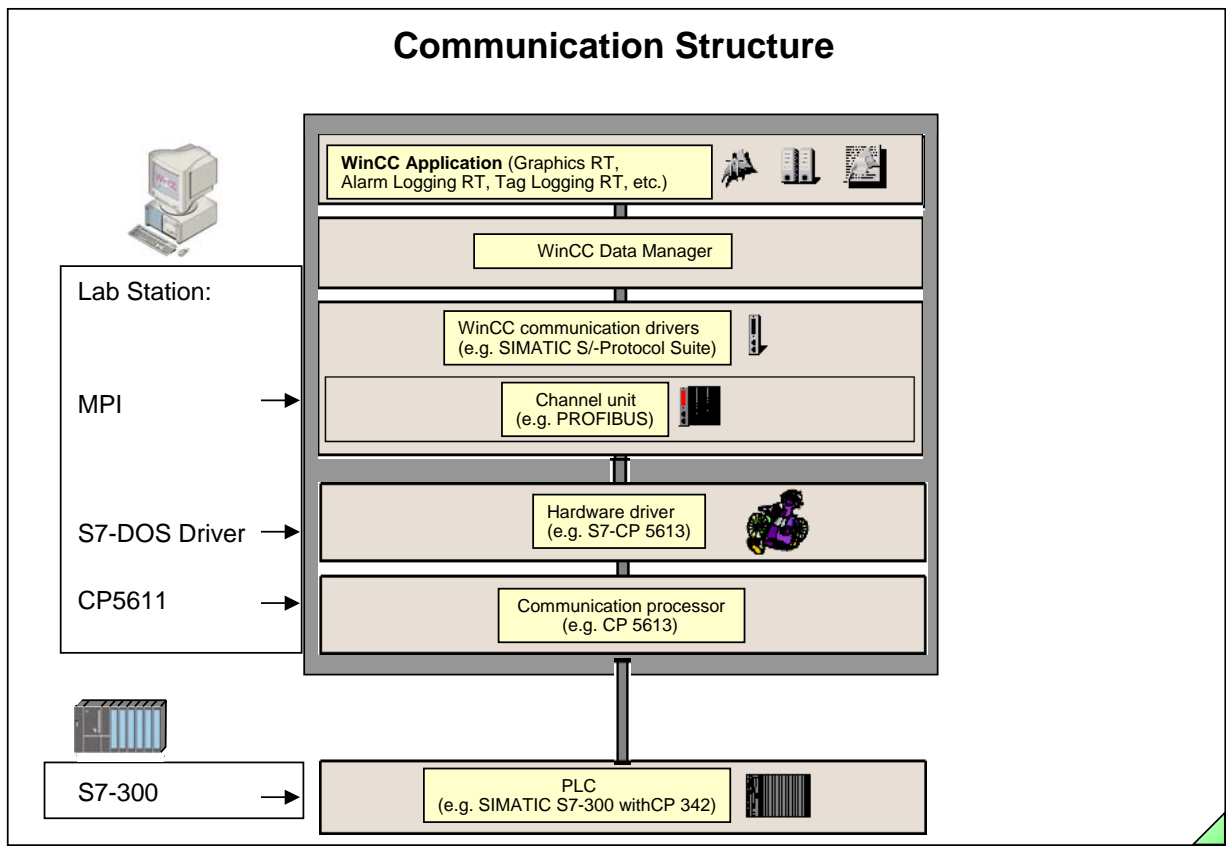 Communication Structure
WinCC Application (Graphics RT,
Alarm Logging RT, Tag Logging RT, etc.)
WinCC Data Manager
Lab Station:
WinCC communication drivers
(e.g. SIMATIC S/-Protocol Suite)
MPI
Channel unit
(e.g. PROFIBUS)
S7-DOS Driver
Hardware driver
(e.g. S7-CP 5613)
CP5611
Communication processor
(e.g. CP 5613)
S7-300
PLC
(e.g. SIMATIC S7-300 withCP 342)